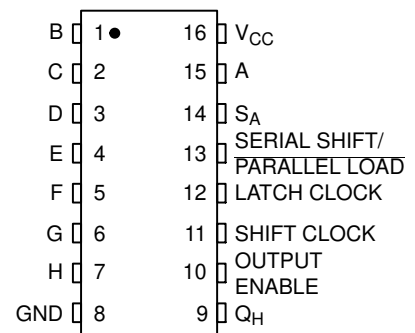 B 1 16 VCC
C 2 15 A
D 3 14 SA
E 4 13 SERIAL SHIFT/
PARALLEL LOAD
F 5 12 LATCH CLOCK
G 6 11 SHIFT CLOCK
H 7 10 OUTPUT
ENABLE
GND 8 9 QH